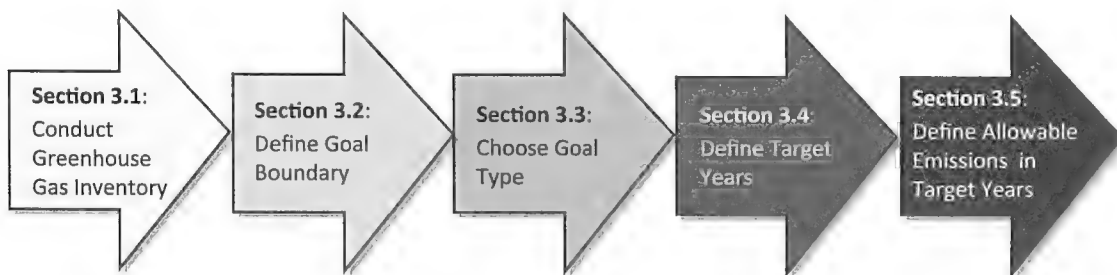 Section 3.1:
Conduct
Greenhouse
Gas Inventory
Section 3.2:
Define Goal
Boundary
Section 3.3:
Choose Goal
Type
Section 3.4:
Define Target
Years
Section 3.5:
Define Allowable
Emissions in
Target Years